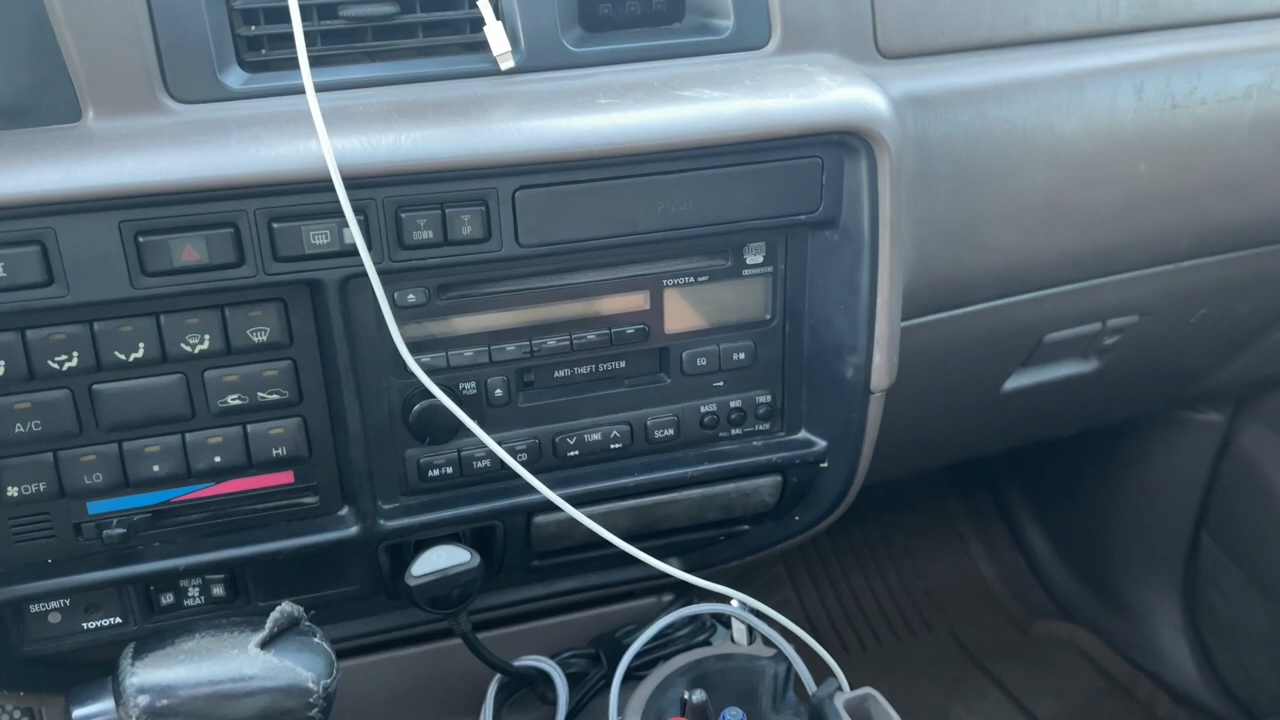 DOWN
UP
PUSH
TOYOTA
EQ
R·M
ANTI-THEFT SYSTEM
PWR
PUSH
BASS
MID
TREB
BAL
FADE
TUNE
SCAN
AM·FM
TAPE
CD
A/C
OFF
LO
HI
SECURITY
TOYOTA
REAR
LO
HI
HEAT